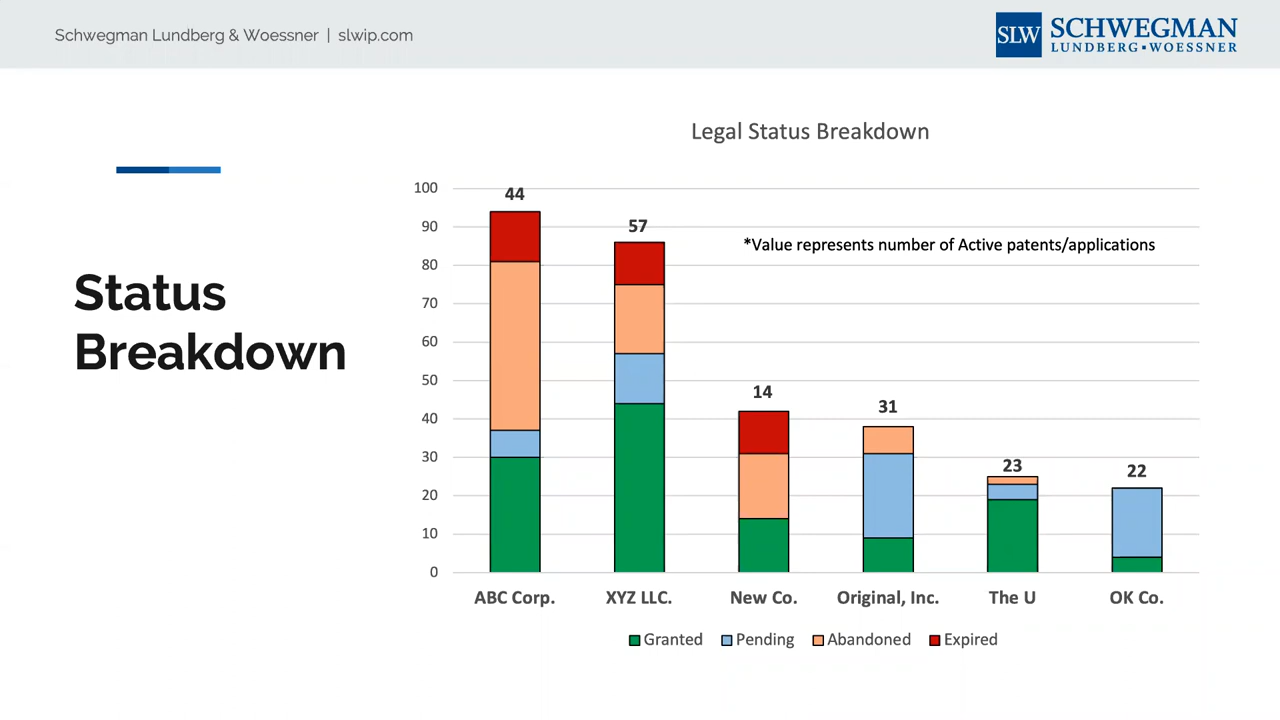 Schwegman Lundberg & Woessner | slwip.com
SLW SCHWEGMAN
LUNDBERG ▪ WOESSNER
Status
Breakdown
Legal Status Breakdown
*Value represents number of Active patents/applications
100
90
80
70
60
50
40
30
20
10
0
44
57
14
31
23
22
ABC Corp.
XYZ LLC.
New Co.
Original, Inc.
The U
OK Co.
Granted
Pending
Abandoned
Expired